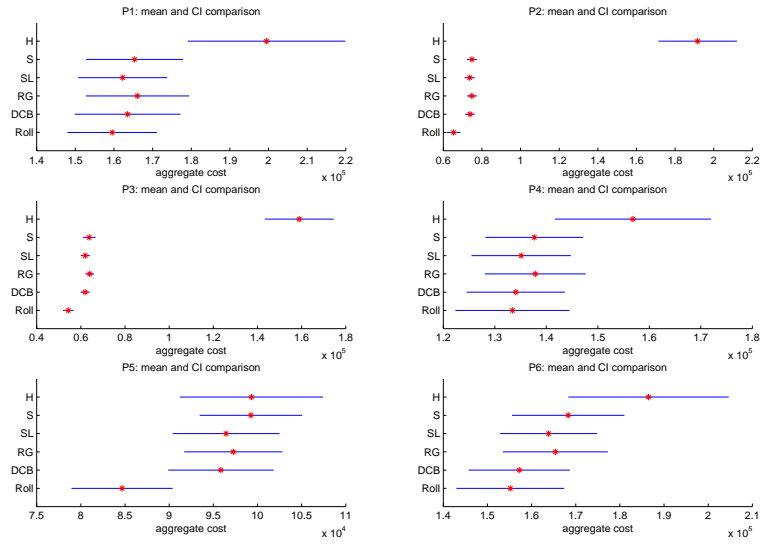 P1: mean and CI comparison
H
S
SL
RG
DCB
Roll
1.4 1.5 1.6 1.7 1.8 1.9 2 2.1 2.2
aggregate cost
x 10^5
P2: mean and CI comparison
H
S
SL
RG
DCB
Roll
0.6 0.8 1 1.2 1.4 1.6 1.8 2 2.2
aggregate cost
x 10^5
P3: mean and CI comparison
H
S
SL
RG
DCB
Roll
0.4 0.6 0.8 1 1.2 1.4 1.6 1.8
aggregate cost
x 10^5
P4: mean and CI comparison
H
S
SL
RG
DCB
Roll
1.2 1.3 1.4 1.5 1.6 1.7 1.8
aggregate cost
x 10^5
P5: mean and CI comparison
H
S
SL
RG
DCB
Roll
7.5 8 8.5 9 9.5 10 10.5 11
aggregate cost
x 10^4
P6: mean and CI comparison
H
S
SL
RG
DCB
Roll
1.4 1.5 1.6 1.7 1.8 1.9 2 2.1
aggregate cost
x 10^5